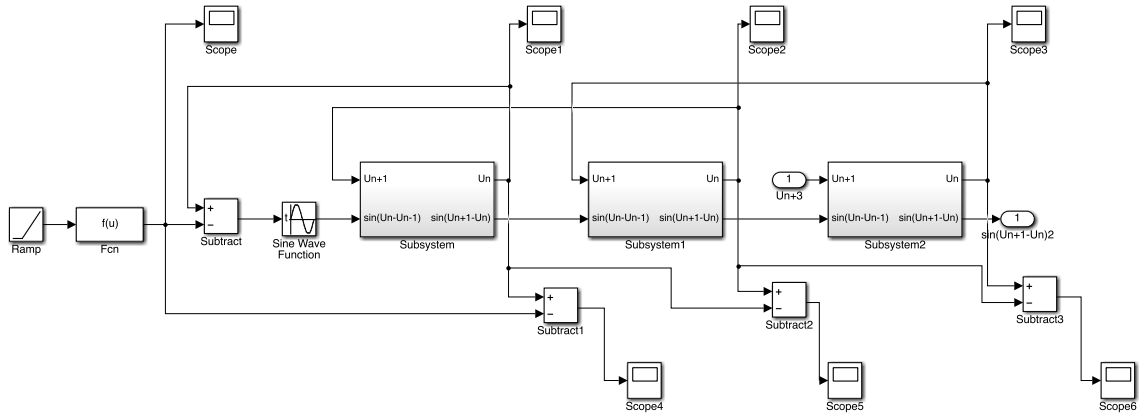 Scope
Scope1
Scope2
Scope3
Un+1
Un
sin(Un-Un-1)
sin(Un+1-Un)
Subsystem
Un+1
Un
sin(Un-Un-1)
sin(Un+1-Un)
Subsystem1
1
Un+3
Un+1
Un
sin(Un-Un-1)
sin(Un+1-Un)
Subsystem2
1
sin(Un+1-Un)2
Ramp
f(u)
Fcn
+
−
Subtract
t
Sine Wave
Function
+
−
Subtract1
+
−
Subtract2
+
−
Subtract3
Scope4
Scope5
Scope6